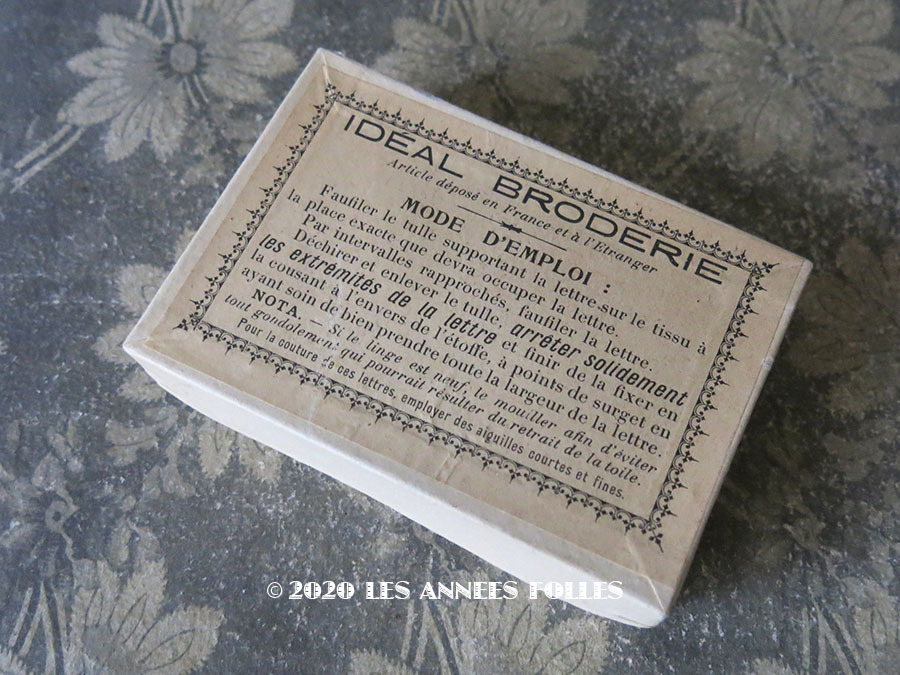 IDÉAL BRODERIE
Article déposé en France et à l'Etranger
MODE D'EMPLOI :
Faufiler le tulle supportant la lettre sur le tissu à
la place exacte que devra occuper la lettre.
Par intervalles rapprochés, faufiler la lettre.
Déchirer et enlever le tulle, arrêter solidement
les extrémités de la lettre et finir de la fixer en
la cousant à l'envers de l'étoffe, à points de surget en
ayant soin de bien prendre toute la largeur de la lettre.
NOTA. — Si le linge est neuf, le mouiller afin d'éviter
tout gondolement qui pourrait résulter du retrait de la toile.
Pour la couture de ces lettres, employer des aiguilles courtes et fines.
© 2020 LES ANNEES FOLLES